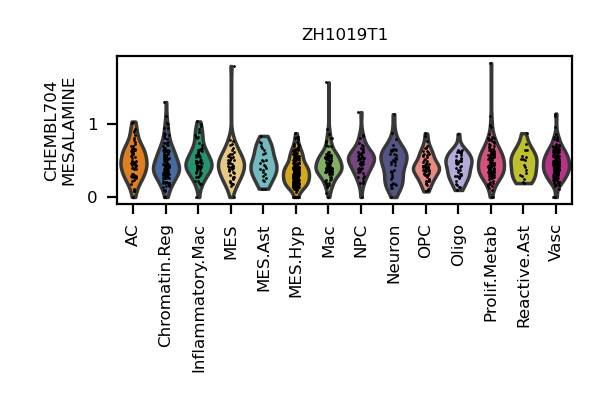 ZH1019T1
CHEMBL704
MESALAMINE
1
0
AC
Chromatin.Reg
Inflammatory.Mac
MES
MES.Ast
MES.Hyp
Mac
NPC
Neuron
OPC
Oligo
Prolif.Metab
Reactive.Ast
Vasc